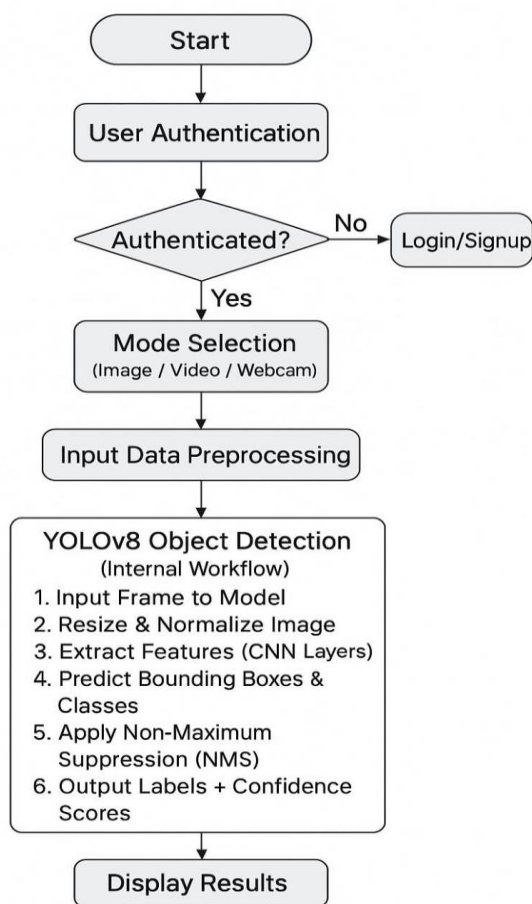 Start
User Authentication
Authenticated?
No
Login/Signup
Yes
Mode Selection
(Image / Video / Webcam)
Input Data Preprocessing
YOLOv8 Object Detection
(Internal Workflow)
1. Input Frame to Model
2. Resize & Normalize Image
3. Extract Features (CNN Layers)
4. Predict Bounding Boxes &
Classes
5. Apply Non-Maximum
Suppression (NMS)
6. Output Labels + Confidence
Scores
Display Results